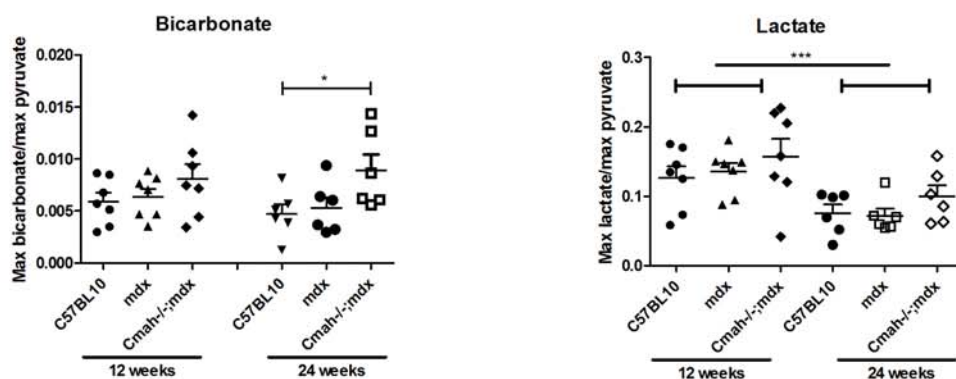 Bicarbonate
Max bicarbonate/max pyruvate
0.020
0.015
0.010
0.005
0.000
*
C57BL10
mdx
Cmah-/-;mdx
C57BL10
mdx
Cmah-/-;mdx
12 weeks
24 weeks
Lactate
Max lactate/max pyruvate
0.3
0.2
0.1
0.0
***
C57BL10
mdx
Cmah-/-;mdx
C57BL10
mdx
Cmah-/-;mdx
12 weeks
24 weeks